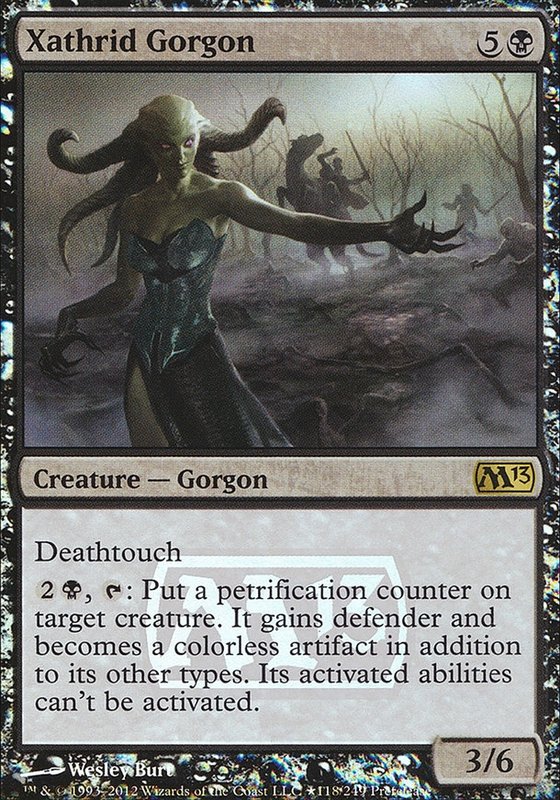 Xathrid Gorgon 5
Creature — Gorgon M13
Deathtouch
2, : Put a petrification counter on
target creature. It gains defender and
becomes a colorless artifact in addition
to its other types. Its activated abilities
can't be activated.
M13
Wesley Burt
3/6
™ & © 1993-2012 Wizards of the Coast LLC ★118/249 Prerelease